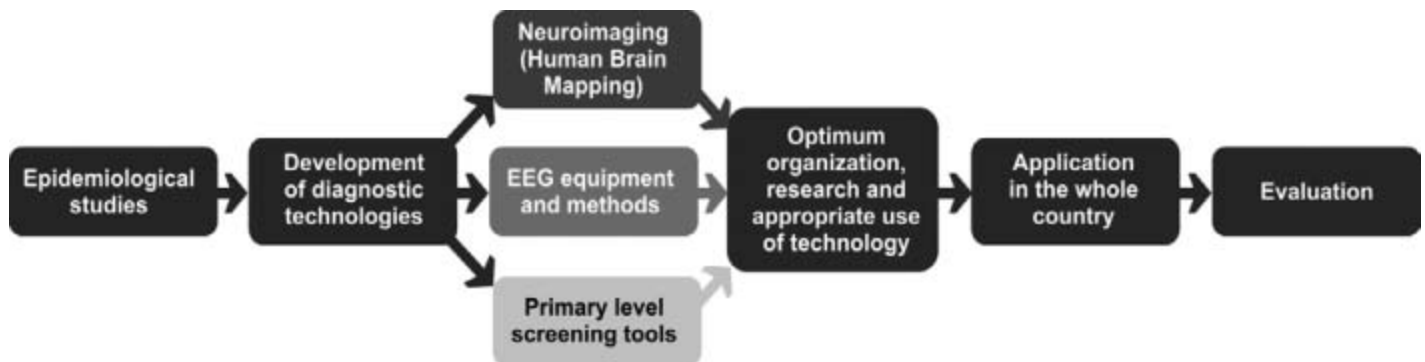 Epidemiological
studies
Development
of diagnostic
technologies
Neuroimaging
(Human Brain
Mapping)
EEG equipment
and methods
Primary level
screening tools
Optimum
organization,
research and
appropriate use
of technology
Application
in the whole
country
Evaluation